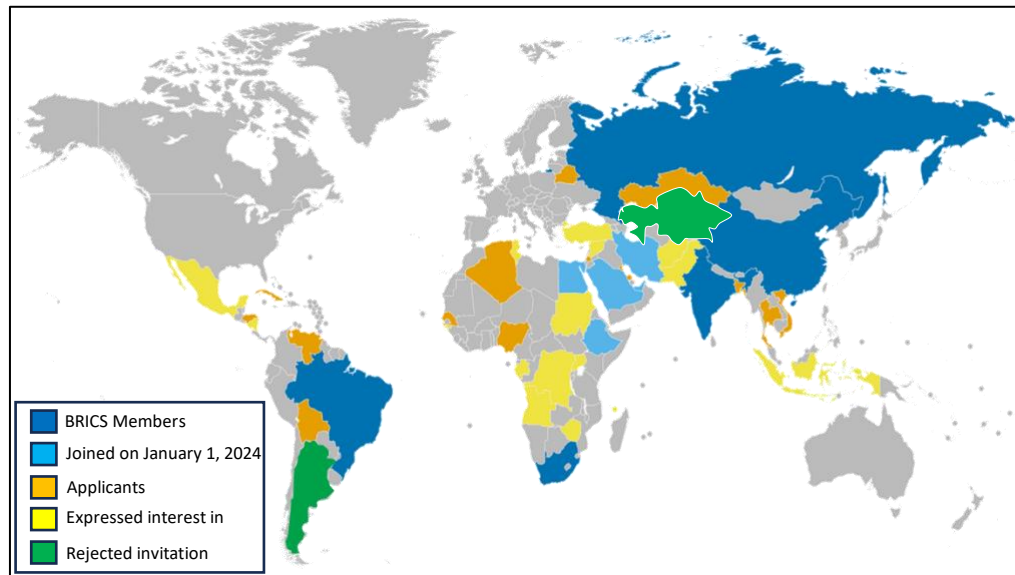 BRICS Members
Joined on January 1, 2024
Applicants
Expressed interest in
Rejected invitation